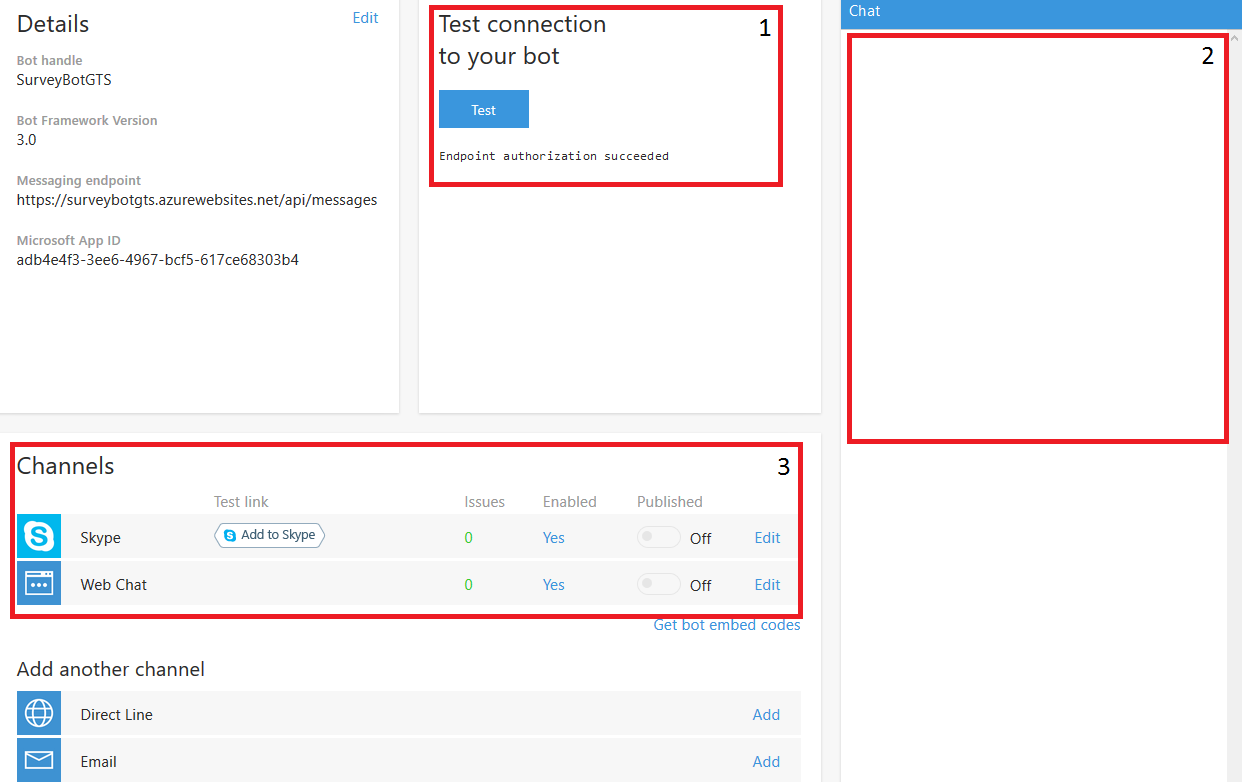 Details
Edit
Bot handle
SurveyBotGTS
Bot Framework Version
3.0
Messaging endpoint
https://surveybotgts.azurewebsites.net/api/messages
Microsoft App ID
adb4e4f3-3ee6-4967-bcf5-617ce68303b4
Test connection
to your bot
1
Test
Endpoint authorization succeeded
Chat
2
Channels
3
Test link Issues Enabled Published
Skype Add to Skype 0 Yes Off Edit
Web Chat 0 Yes Off Edit
Get bot embed codes
Add another channel
Direct Line Add
Email Add